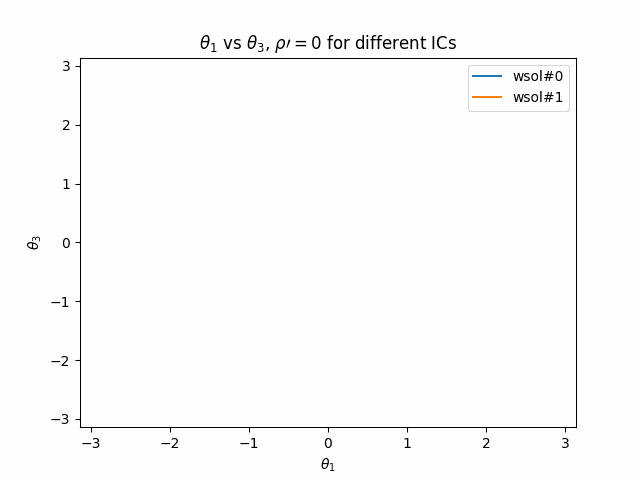 θ₁ vs θ₃, ρ′ = 0 for different ICs
wsol#0
wsol#1
3
2
1
0
−1
−2
−3
θ₃
−3 −2 −1 0 1 2 3
θ₁